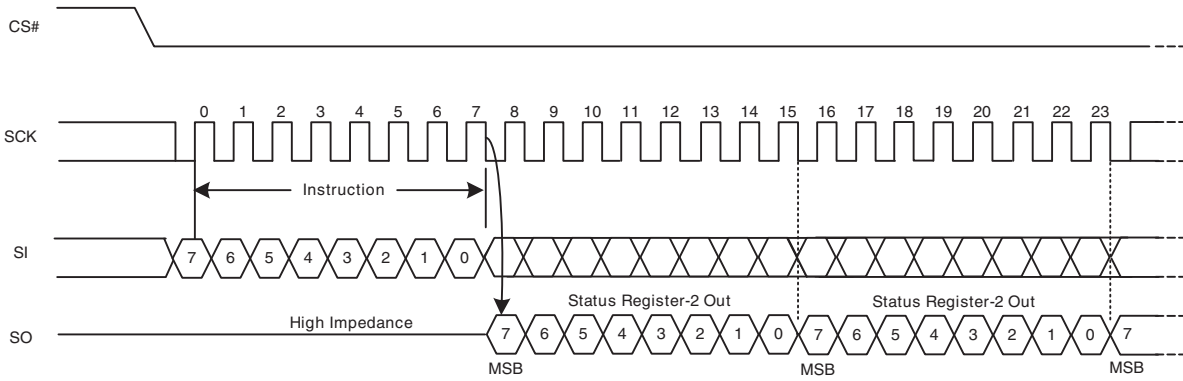 CS#
0 1 2 3 4 5 6 7 8 9 10 11 12 13 14 15 16 17 18 19 20 21 22 23
SCK
Instruction
SI
7 6 5 4 3 2 1 0
Status Register-2 Out Status Register-2 Out
High Impedance
SO
7 6 5 4 3 2 1 0 7 6 5 4 3 2 1 0 7
MSB MSB MSB